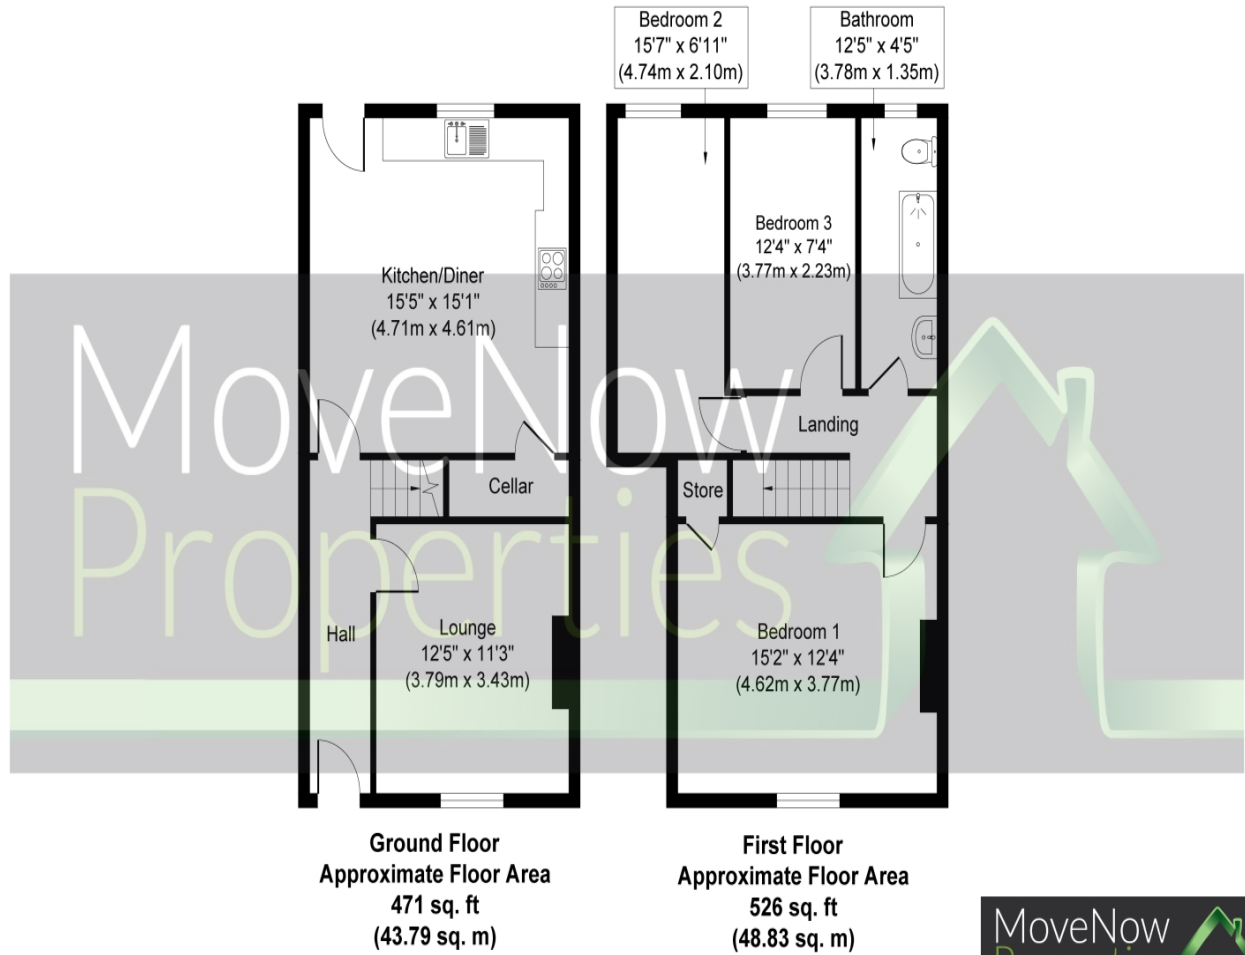 Bedroom 2
15'7" x 6'11"
(4.74m x 2.10m)
Bathroom
12'5" x 4'5"
(3.78m x 1.35m)
Bedroom 3
12'4" x 7'4"
(3.77m x 2.23m)
Kitchen/Diner
15'5" x 15'1"
(4.71m x 4.61m)
MoveNow
Properties
Landing
Cellar
Store
Hall
Lounge
12'5" x 11'3"
(3.79m x 3.43m)
Bedroom 1
15'2" x 12'4"
(4.62m x 3.77m)
Ground Floor
Approximate Floor Area
471 sq. ft
(43.79 sq. m)
First Floor
Approximate Floor Area
526 sq. ft
(48.83 sq. m)
MoveNow